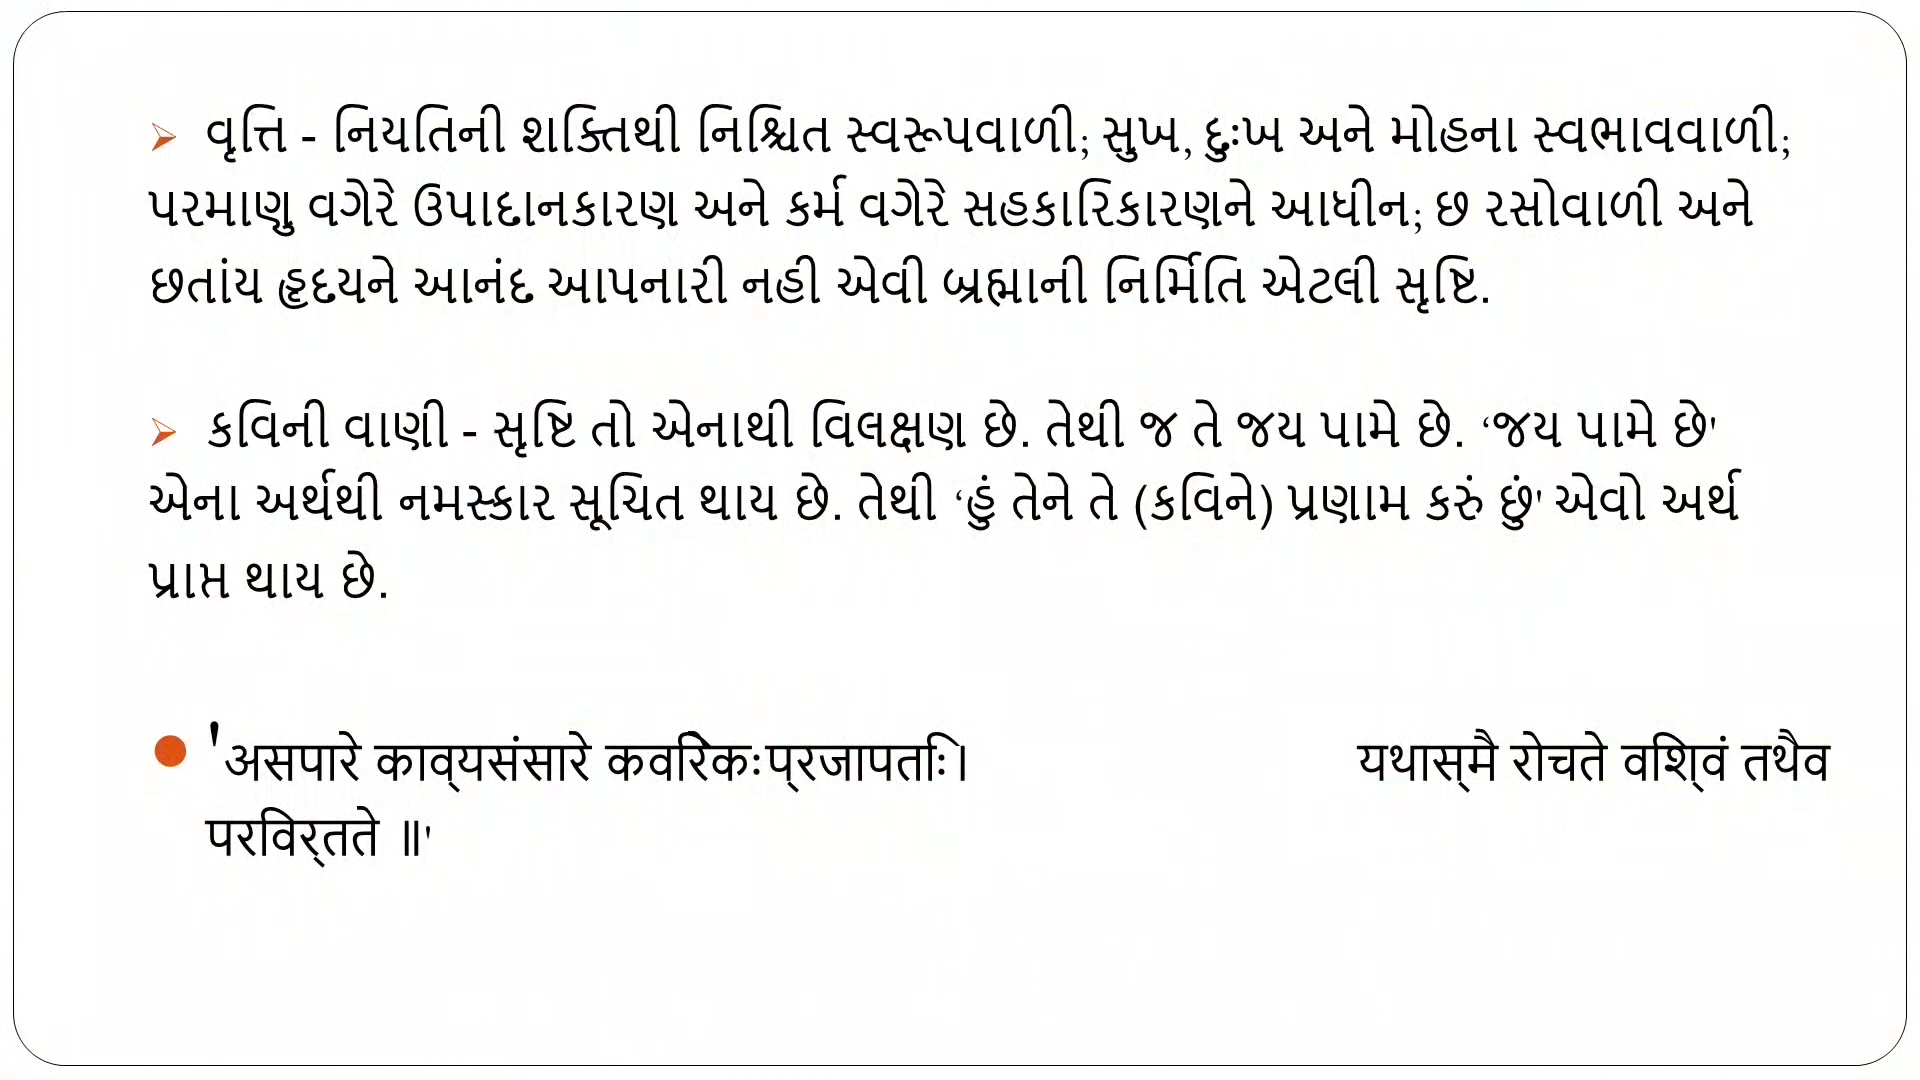 ➢ વૃત્તિ - નિયતિની શક્તિથી નિશ્ચિત સ્વરૂપવાળી; સુખ, દુઃખ અને મોહના સ્વભાવવાળી;
પરમાણુ વગેરે ઉપાદાનકારણ અને કર્મ વગેરે સહકારિકારણને આધીન; છ રસોવાળી અને
છતાંય હૃદયને આનંદ આપનારી નહી એવી બ્રહ્માની નિર્મિતિ એટલી સૃષ્ટિ.
➢ કવિની વાણી - સૃષ્ટિ તો એનાથી વિલક્ષણ છે. તેથી જ તે જય પામે છે. ‘જય પામે છે'
એના અર્થથી નમસ્કાર સૂચિત થાય છે. તેથી ‘હું તેને તે (કવિને) પ્રણામ કરું છું' એવો અર્થ
પ્રાપ્ત થાય છે.
● 'असपारे काव्‌यसंसारे कवरिेकःप्‌रजापतिः। यथास्‌मै रोचते वशि्‌वं तथैव
परविर्‌तते ॥'